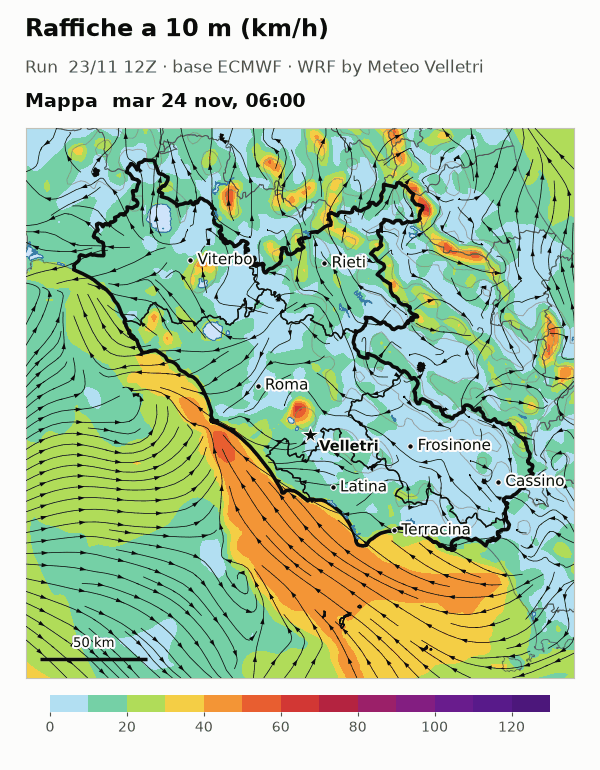 Raffiche a 10 m (km/h)
Run 23/11 12Z · base ECMWF · WRF by Meteo Velletri
Mappa mar 24 nov, 06:00
Viterbo
Rieti
Roma
Velletri
Frosinone
Cassino
Latina
Terracina
50 km
0 20 40 60 80 100 120